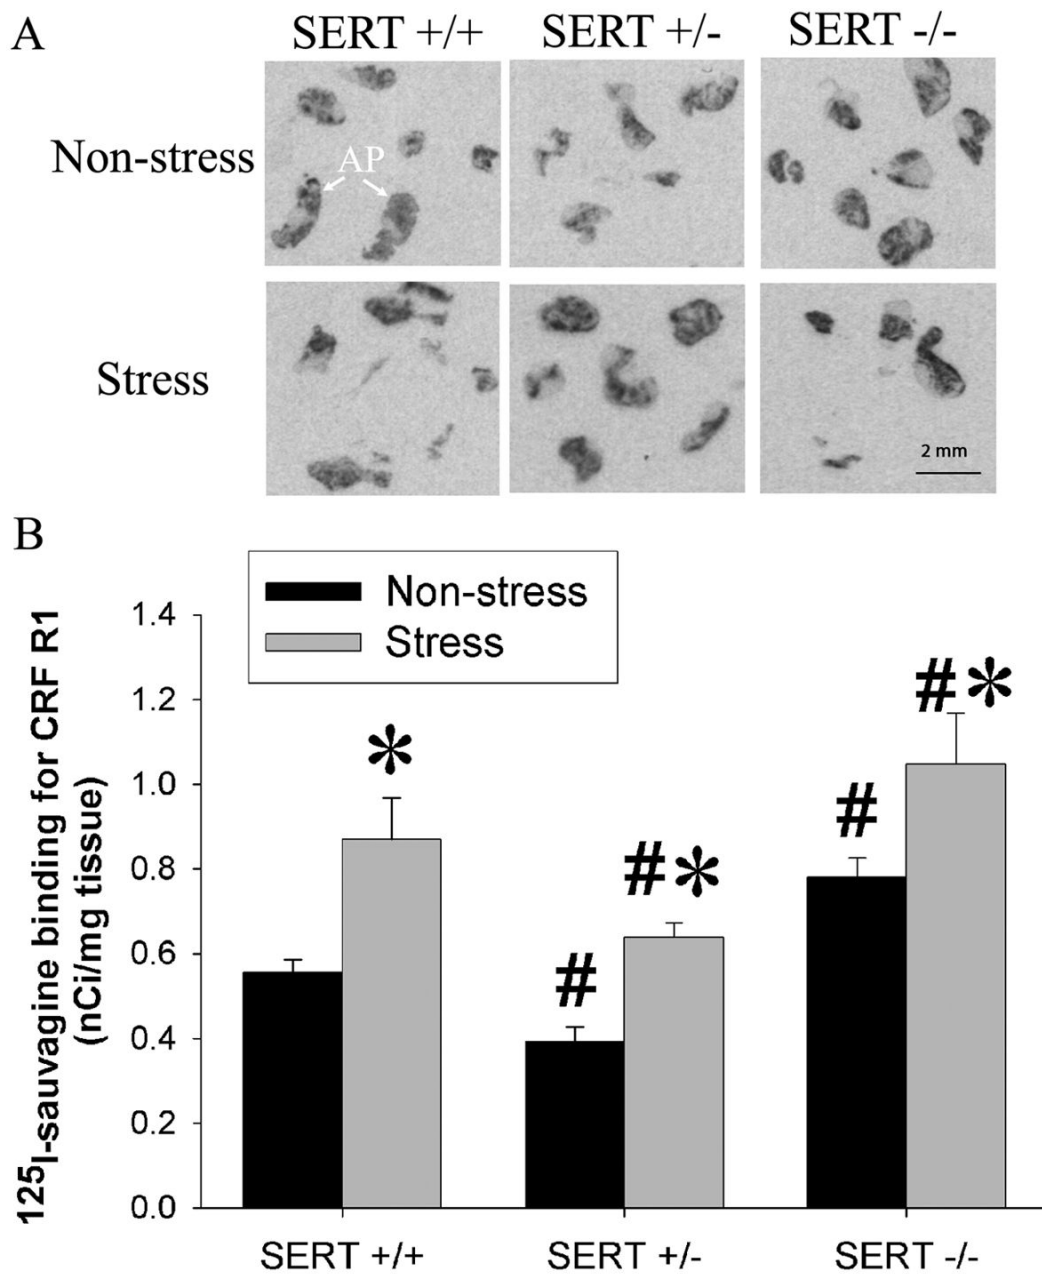 A
SERT +/+ SERT +/- SERT -/-
Non-stress
AP
Stress
2 mm
B
Non-stress
Stress
¹²⁵I-sauvagine binding for CRF R1
(nCi/mg tissue)
1.4
1.2
1.0
0.8
0.6
0.4
0.2
0.0
*
#
#*
#
#*
SERT +/+ SERT +/- SERT -/-